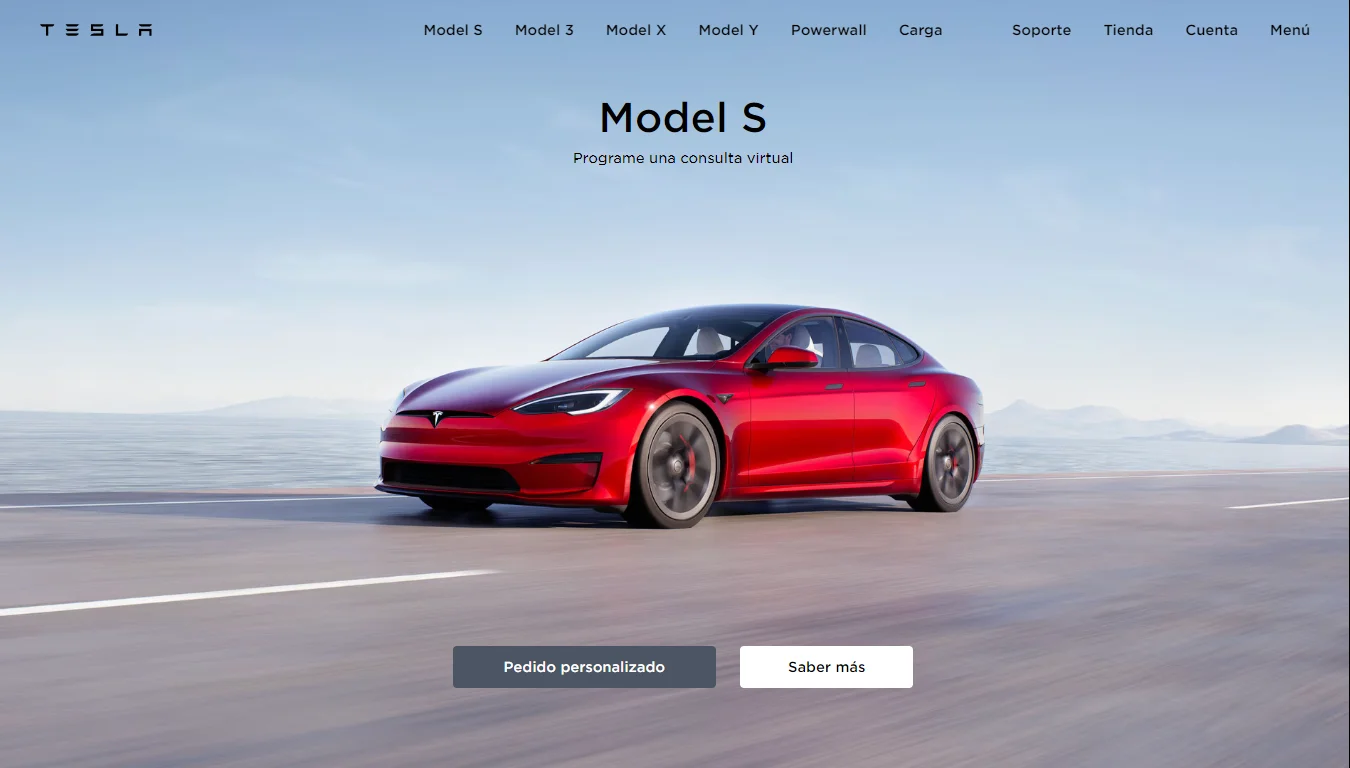 TESLA Model S Model 3 Model X Model Y Powerwall Carga Soporte Tienda Cuenta Menú
Model S
Programe una consulta virtual
Pedido personalizado Saber más